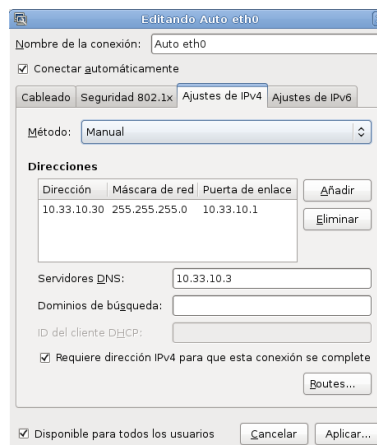 Editando Auto eth0
Nombre de la conexión: Auto eth0
Conectar automáticamente
Cableado Seguridad 802.1x Ajustes de IPv4 Ajustes de IPv6
Método: Manual
Direcciones
Dirección Máscara de red Puerta de enlace Añadir
10.33.10.30 255.255.255.0 10.33.10.1
Eliminar
Servidores DNS: 10.33.10.3
Dominios de búsqueda:
ID del cliente DHCP:
Requiere dirección IPv4 para que esta conexión se complete
Routes...
Disponible para todos los usuarios Cancelar Aplicar...